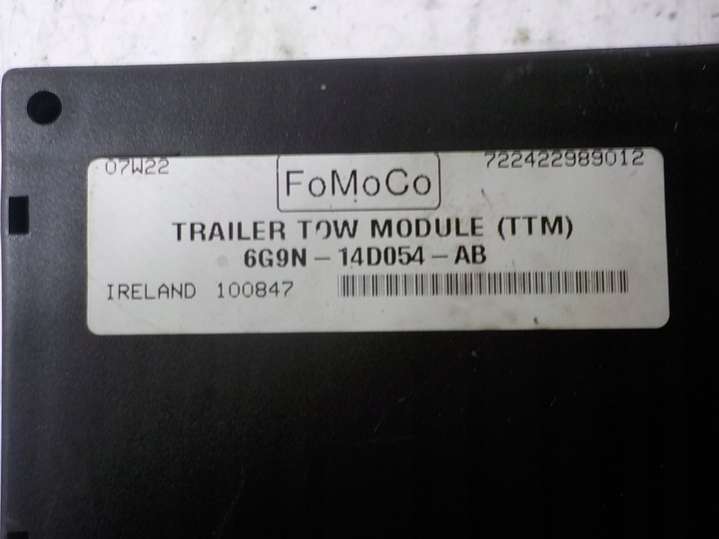 07W22 722422989012
FoMoCo
TRAILER TOW MODULE (TTM)
6G9N - 14D054 - AB
IRELAND 100847